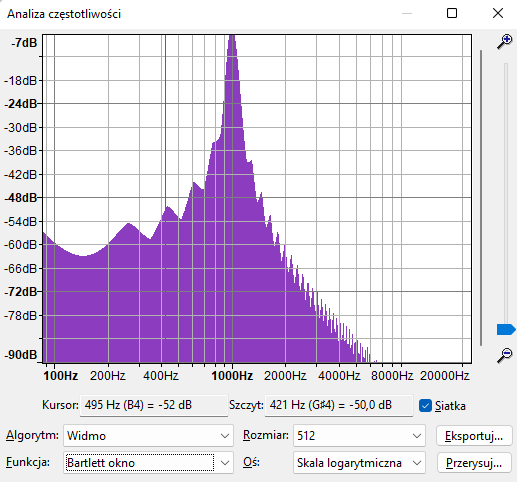 Analiza częstotliwości
-7dB
-18dB
-24dB
-30dB
-36dB
-42dB
-48dB
-54dB
-60dB
-66dB
-72dB
-78dB
-90dB
100Hz 200Hz 400Hz 1000Hz 2000Hz 4000Hz 8000Hz 20000Hz
Kursor: 495 Hz (B4) = -52 dB Szczyt: 421 Hz (G#4) = -50,0 dB Siatka
Algorytm: Widmo Rozmiar: 512 Eksportuj...
Funkcja: Bartlett okno Oś: Skala logarytmiczna Przerysuj...